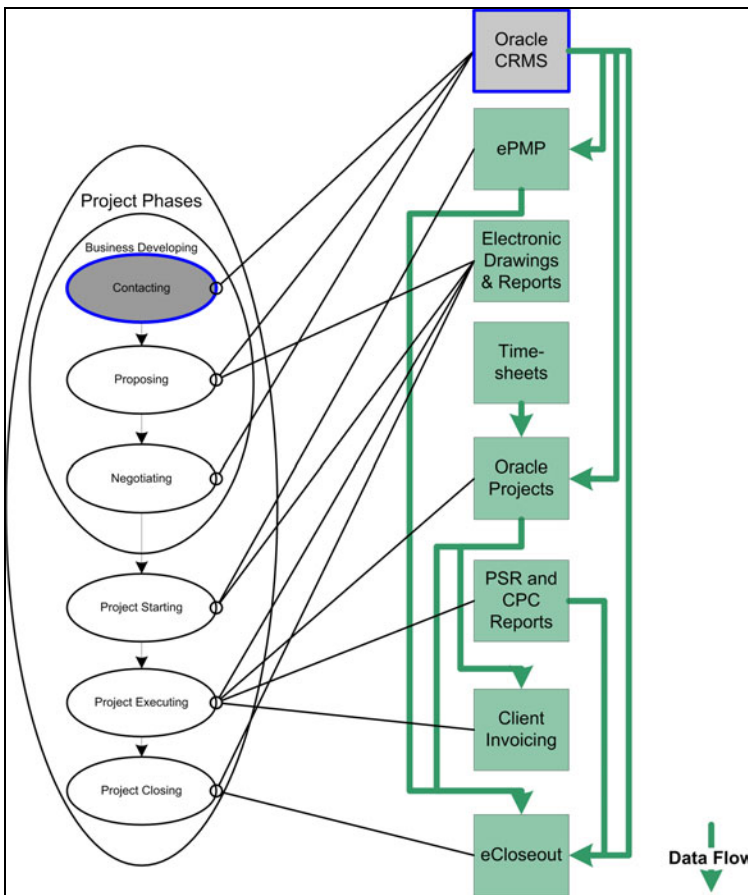 Project Phases
Business Developing
Contacting
Proposing
Negotiating
Project Starting
Project Executing
Project Closing
Oracle
CRMS
ePMP
Electronic
Drawings
& Reports
Time-
sheets
Oracle
Projects
PSR and
CPC
Reports
Client
Invoicing
eCloseout
Data Flow